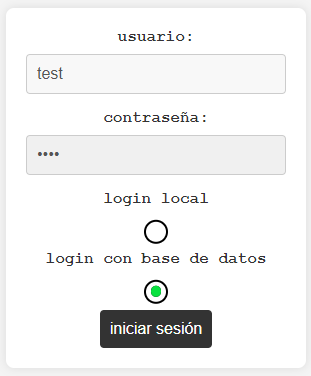 usuario:
test
contraseña:
••••
login local
login con base de datos
iniciar sesión